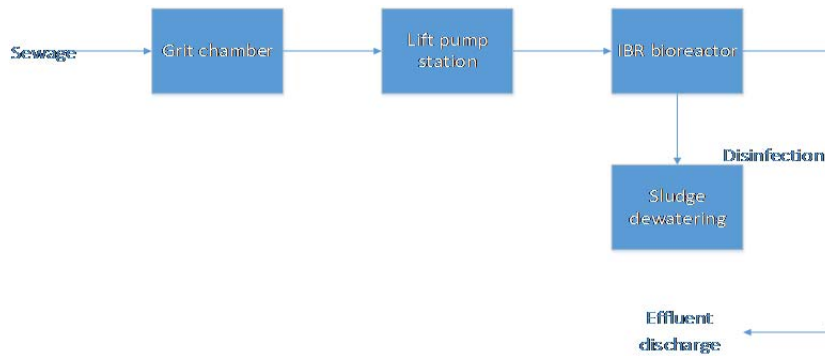 Sewage
Grit chamber
Lift pump
station
IBR bioreactor
Disinfection
Sludge
dewatering
Effluent
discharge